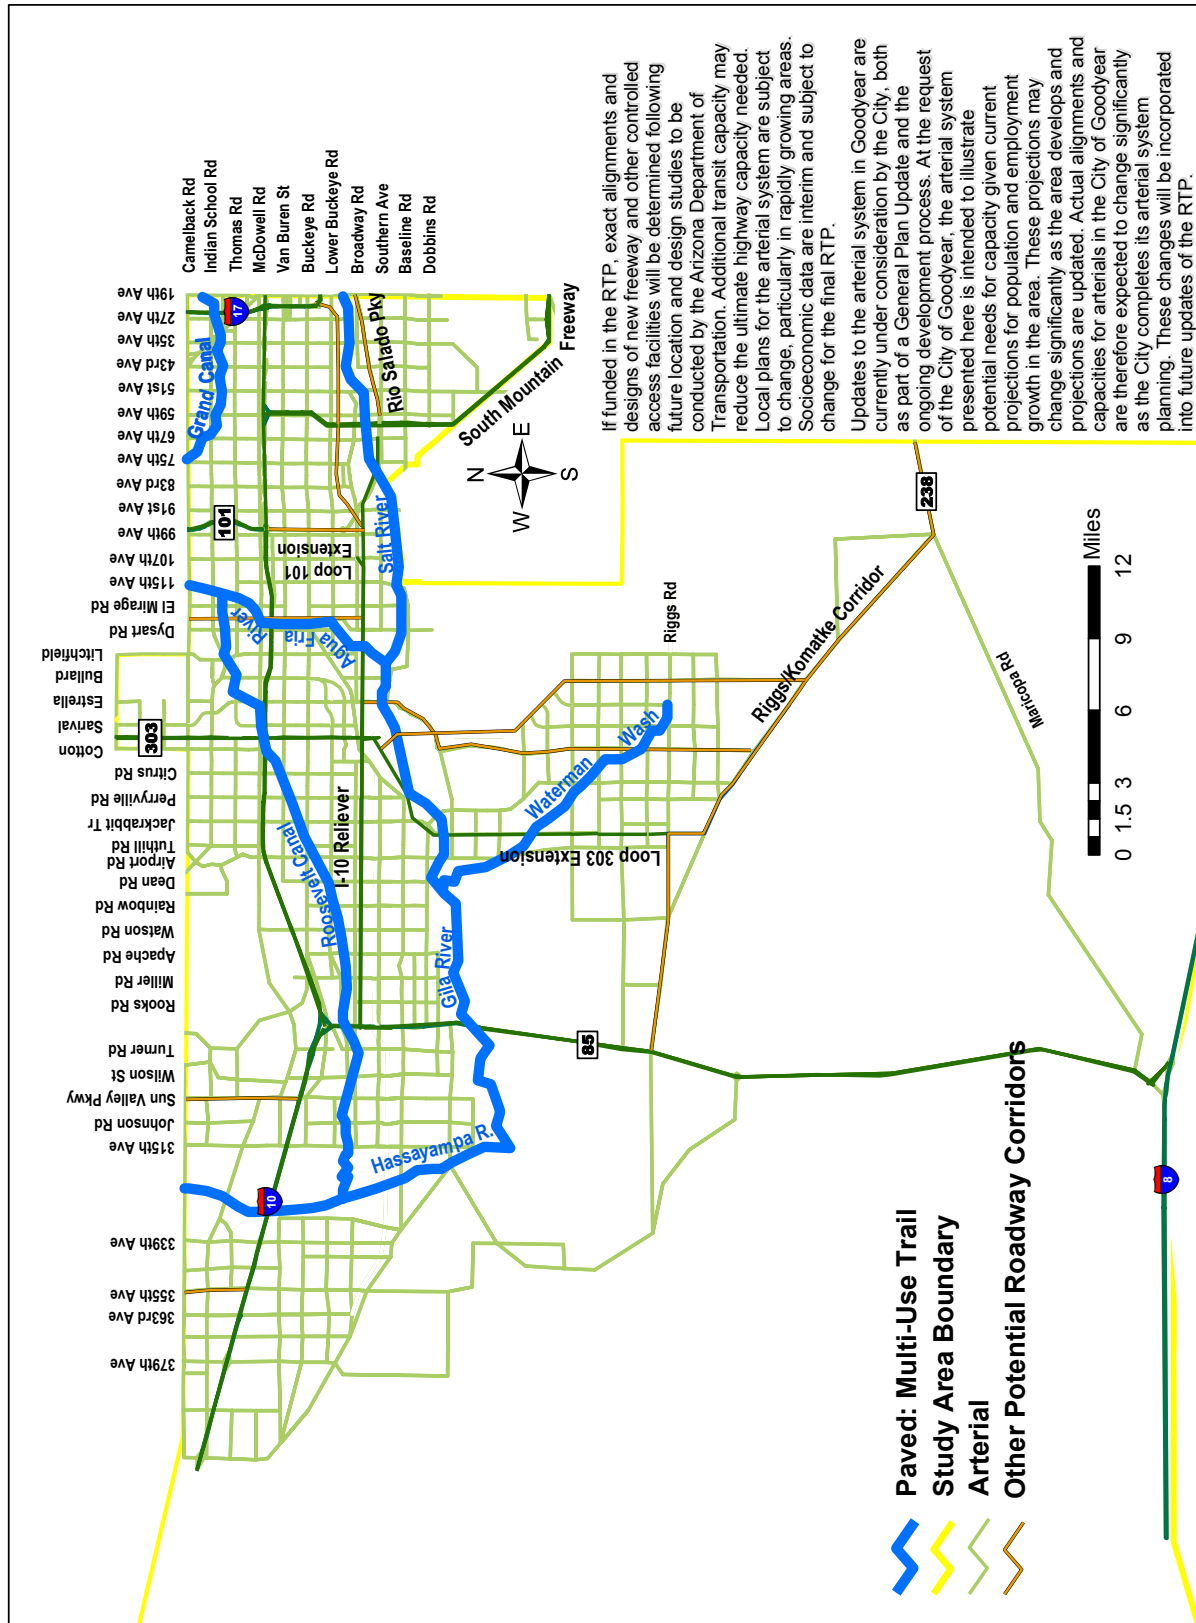 Camelback Rd
Indian School Rd
Thomas Rd
McDowell Rd
Van Buren St
Buckeye Rd
Lower Buckeye Rd
Broadway Rd
Southern Ave
Baseline Rd
Dobbins Rd
379th Ave
363rd Ave
355th Ave
339th Ave
315th Ave
Johnson Rd
Sun Valley Pkwy
Wilson St
Turner Rd
Rooks Rd
Miller Rd
Apache Rd
Watson Rd
Rainbow Rd
Dean Rd
Airport Rd
Tuthill Rd
Jackrabbit Tr
Perryville Rd
Citrus Rd
Cotton
Sarival
Estrella
Bullard
Litchfield
Dysart Rd
El Mirage Rd
115th Ave
107th Ave
99th Ave
91st Ave
83rd Ave
75th Ave
67th Ave
59th Ave
51st Ave
43rd Ave
35th Ave
27th Ave
19th Ave
303
101
17
10
85
238
8
Grand Canal
Roosevelt Canal
Agua Fria River
Salt River
Gila River
Hassayampa R.
Waterman Wash
I-10 Reliever
Loop 101
Extension
Loop 303 Extension
Rio Salado Pky
South Mountain
Freeway
Riggs Rd
Riggs/Komatke Corridor
Maricopa Rd
N
W
E
S
If funded in the RTP, exact alignments and
designs of new freeway and other controlled
access facilities will be determined following
future location and design studies to be
conducted by the Arizona Department of
Transportation. Additional transit capacity may
reduce the ultimate highway capacity needed.
Local plans for the arterial system are subject
to change, particularly in rapidly growing areas.
Socioeconomic data are interim and subject to
change for the final RTP.
Updates to the arterial system in Goodyear are
currently under consideration by the City, both
as part of a General Plan Update and the
ongoing development process. At the request
of the City of Goodyear, the arterial system
presented here is intended to illustrate
potential needs for capacity given current
projections for population and employment
growth in the area. These projections may
change significantly as the area develops and
projections are updated. Actual alignments and
capacities for arterials in the City of Goodyear
are therefore expected to change significantly
as the City completes its arterial system
planning. These changes will be incorporated
into future updates of the RTP.
0 1.5 3 6 9 12
Miles
Paved: Multi-Use Trail
Study Area Boundary
Arterial
Other Potential Roadway Corridors